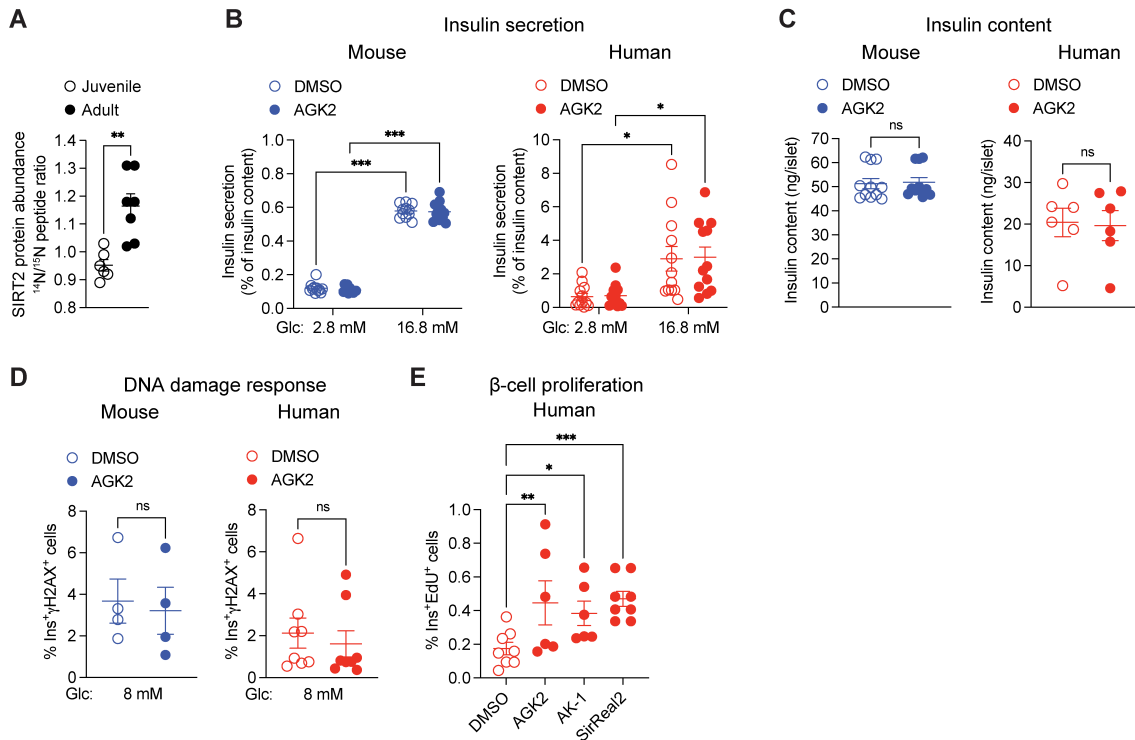 A
Juvenile
Adult
SIRT2 protein abundance
¹⁴N/¹⁵N peptide ratio
**
1.4
1.3
1.2
1.1
1.0
0.9
0.8
B
Insulin secretion
Mouse
DMSO
AGK2
Insulin secretion
(% of insulin content)
1.0
0.8
0.6
0.4
0.2
0.0
***
***
Glc: 2.8 mM 16.8 mM
Human
DMSO
AGK2
Insulin secretion
(% of insulin content)
10
8
6
4
2
0
*
*
Glc: 2.8 mM 16.8 mM
C
Insulin content
Mouse
DMSO
AGK2
Insulin content (ng/islet)
70
60
50
40
30
20
10
0
ns
Human
DMSO
AGK2
Insulin content (ng/islet)
40
30
20
10
0
ns
D
DNA damage response
Mouse
DMSO
AGK2
% Ins⁺γH2AX⁺ cells
8
6
4
2
0
ns
Glc: 8 mM
Human
DMSO
AGK2
% Ins⁺γH2AX⁺ cells
8
6
4
2
0
ns
Glc: 8 mM
E
β-cell proliferation
Human
***
*
**
% Ins⁺EdU⁺ cells
1.0
0.8
0.6
0.4
0.2
0.0
DMSO
AGK2
AK-1
SirReal2